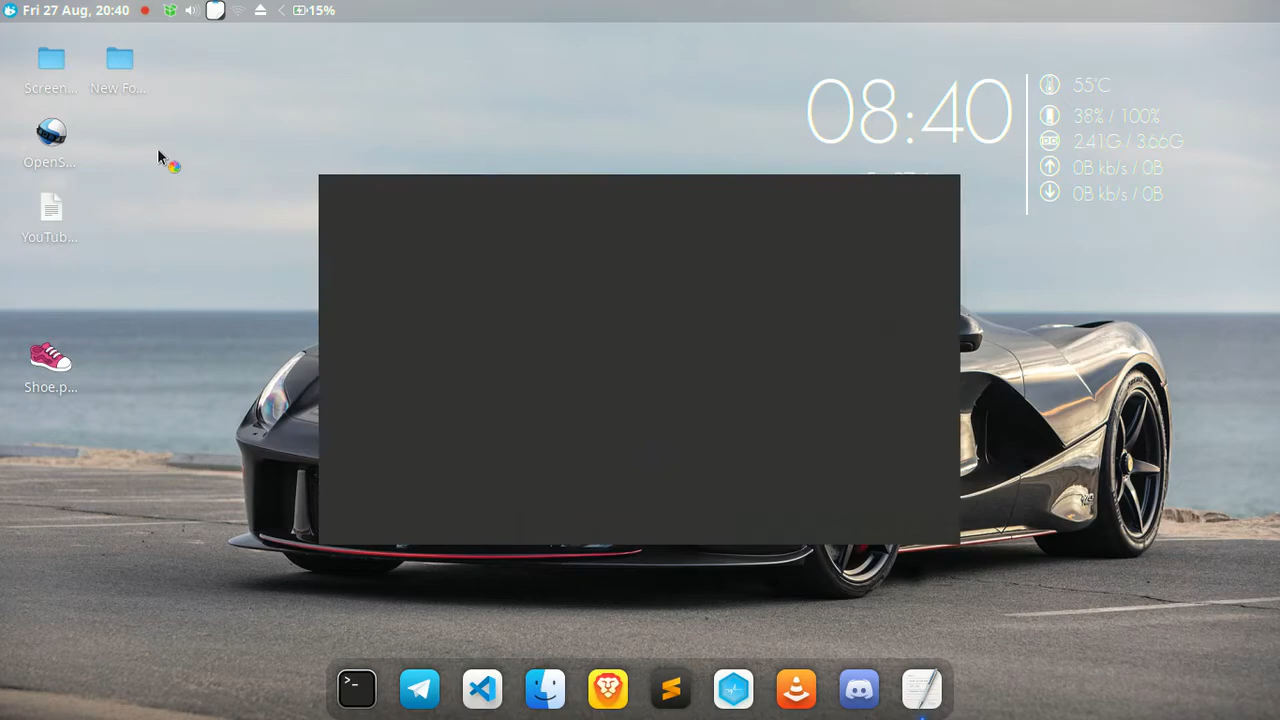 Fri 27 Aug, 20:40
15%
Screen...
New Fo...
OpenS...
YouTub...
Shoe.p...
08:40
55°C
38% / 100%
2.41G / 3.66G
0B kb/s / 0B
0B kb/s / 0B
>_